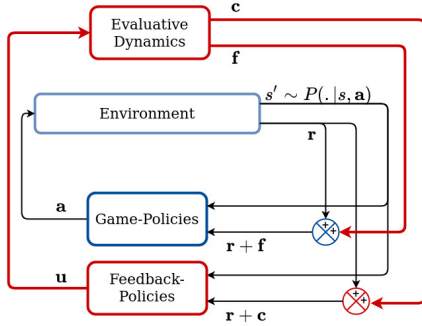 c
Evaluative
Dynamics
f
s′ ∼ P(.|s, a)
Environment
r
a
Game-Policies
+
+
r + f
u
Feedback-
Policies
+
+
r + c